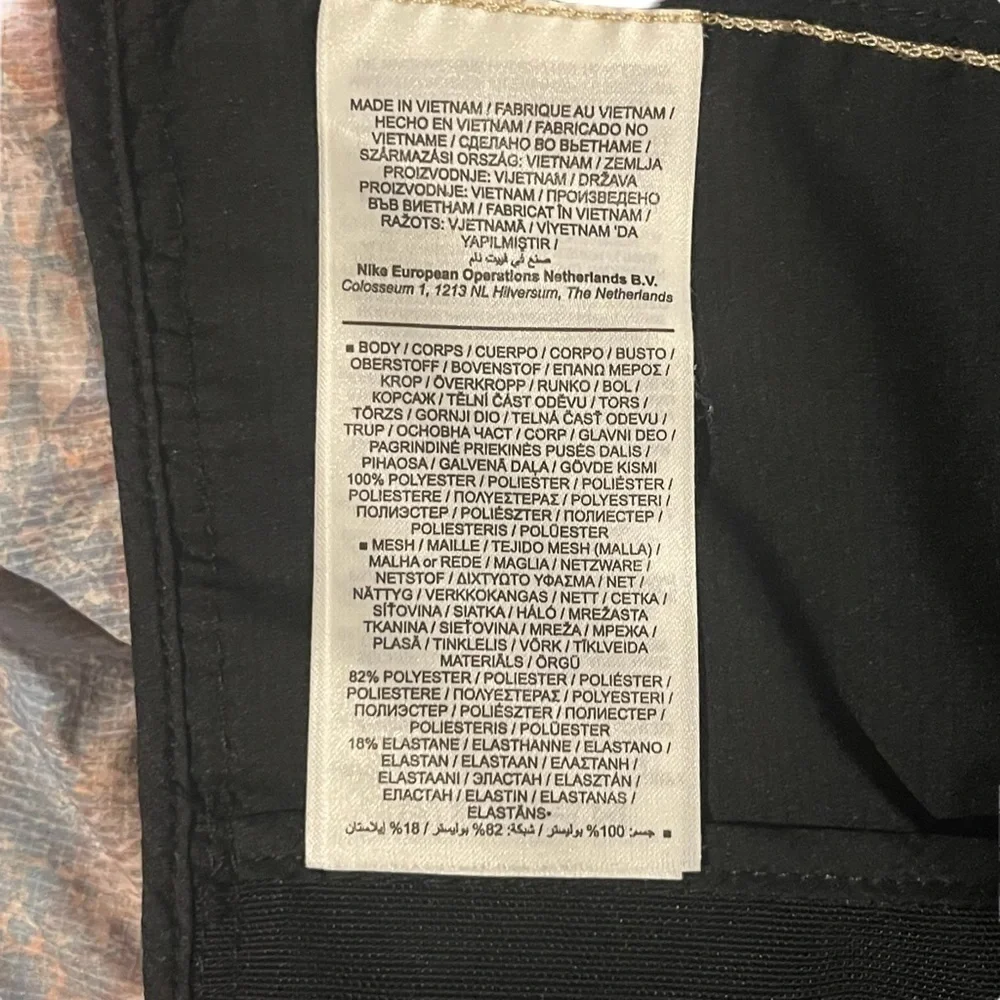 MADE IN VIETNAM / FABRIQUE AU VIETNAM /
HECHO EN VIETNAM / FABRICADO NO
VIETNAME / СДЕЛАНО ВО ВЬЕТНАМЕ /
SZÁRMAZÁSI ORSZÁG: VIETNAM / ZEMLJA
PROIZVODNJE: VIJETNAM / DRŽAVA
PROIZVODNJE: VIETNAM / ПРОИЗВЕДЕНО
ВЪВ ВИЕТНАМ / FABRICAT ÎN VIETNAM /
RAŽOTS: VJETNAMĀ / VİYETNAM 'DA
YAPILMIŞTIR /
صنع في فييت نام
Nike European Operations Netherlands B.V.
Colosseum 1, 1213 NL Hilversum, The Netherlands
■ BODY / CORPS / CUERPO / CORPO / BUSTO /
OBERSTOFF / BOVENSTOF / ΕΠΑΝΩ ΜΕΡΟΣ /
KROP / ÖVERKROPP / RUNKO / BOL /
КОРСАЖ / TĚLNÍ ČÁST ODĚVU / TORS /
TÖRZS / GORNJI DIO / TELNÁ ČASŤ ODEVU /
TRUP / ОСНОВНА ЧАСТ / CORP / GLAVNI DEO /
PAGRINDINĖ PRIEKINĖS PUSĖS DALIS /
PIHAOSA / GALVENĀ DAĻA / GÖVDE KISMI
100% POLYESTER / POLIESTER / POLIÉSTER /
POLIESTERE / ΠΟΛΥΕΣΤΕΡΑΣ / POLYESTERI /
ПОЛИЭСТЕР / POLIÉSZTER / ПОЛИЕСТЕР /
POLIESTERIS / POLÜESTER
■ MESH / MAILLE / TEJIDO MESH (MALLA) /
MALHA or REDE / MAGLIA / NETZWARE /
NETSTOF / ΔΙΧΤΥΩΤΟ ΥΦΑΣΜΑ / NET /
NÄTTYG / VERKKOKANGAS / NETT / СЕТКА /
SÍŤOVINA / SIATKA / HÁLÓ / MREŽASTA
TKANINA / SIEŤOVINA / MREŽA / МРЕЖА /
PLASĂ / TINKLELIS / VÕRK / TĪKLVEIDA
MATERIĀLS / ÖRGÜ
82% POLYESTER / POLIESTER / POLIÉSTER /
POLIESTERE / ΠΟΛΥΕΣΤΕΡΑΣ / POLYESTERI /
ПОЛИЭСТЕР / POLIÉSZTER / ПОЛИЕСТЕР /
POLIESTERIS / POLÜESTER
18% ELASTANE / ELASTHANNE / ELASTANO /
ELASTAN / ELASTAAN / ΕΛΑΣΤΑΝΗ /
ELASTAANI / ЭЛАСТАН / ELASZTÁN /
ЕЛАСТАН / ELASTIN / ELASTANAS /
ELASTĀNS•
■ جسم: 100% بوليستر / شبكة: 82% بوليستر / 18% إيلاستان